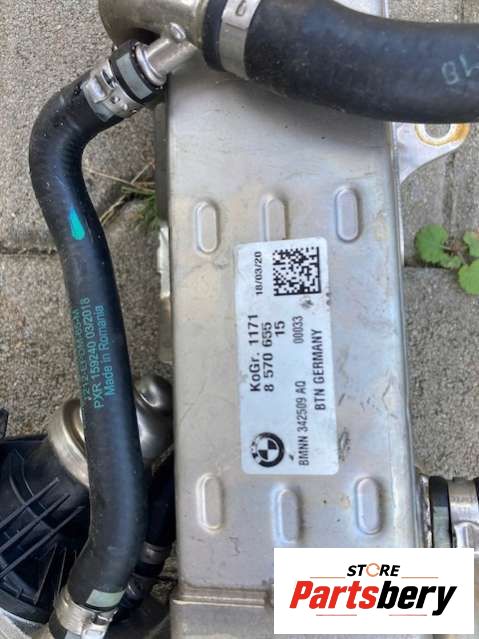 KoGr. 1171
18/03/20
8 570 655
15
00033
BMNN 342509 AQ
BTN GERMANY
PXR 159240 03/2018
Made in Romania
STORE
Partsbery